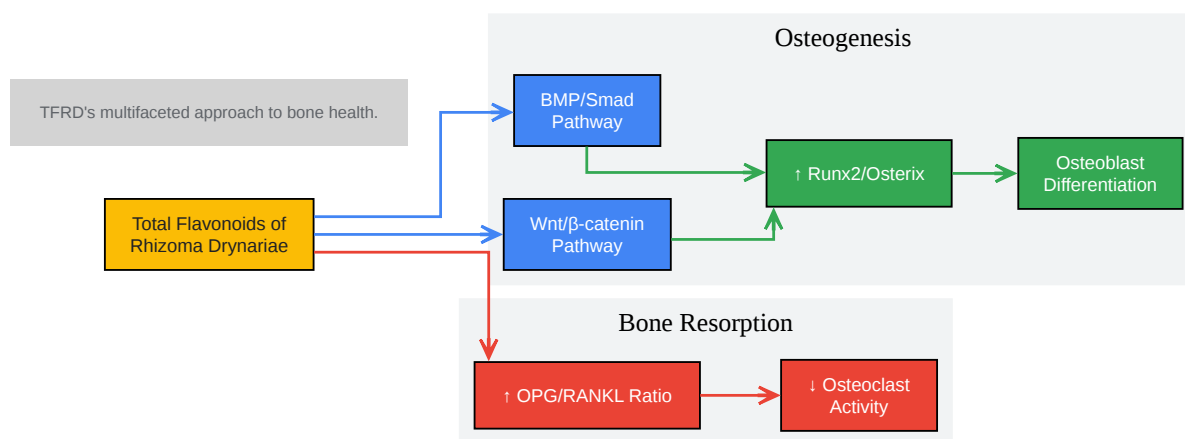 Osteogenesis
TFRD's multifaceted approach to bone health.
BMP/Smad
Pathway
↑ Runx2/Osterix
Osteoblast
Differentiation
Total Flavonoids of
Rhizoma Drynariae
Wnt/β-catenin
Pathway
Bone Resorption
↑ OPG/RANKL Ratio
↓ Osteoclast
Activity